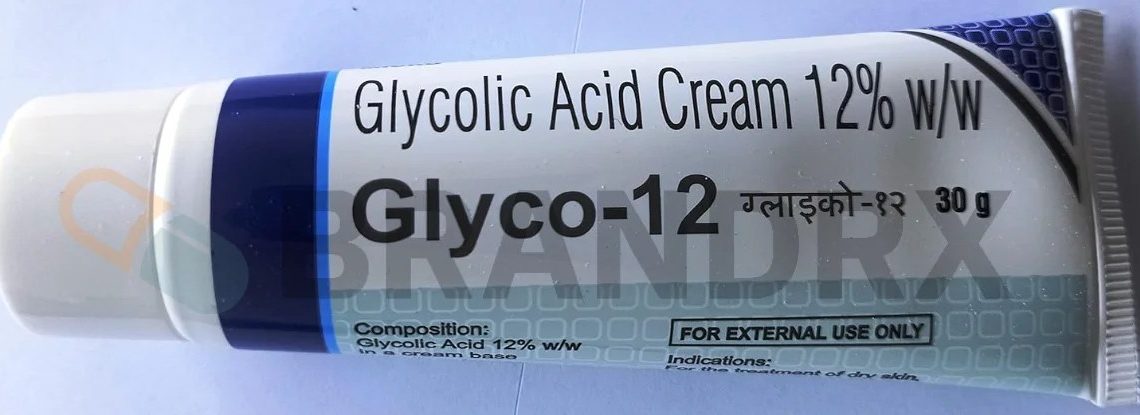 Glycolic Acid Cream 12% w/w
Glyco-12 ग्लाइको-१२ 30 g
BRANDRX
Composition:
Glycolic Acid 12% w/w
in a cream base
FOR EXTERNAL USE ONLY
Indications:
For the treatment of dry skin,